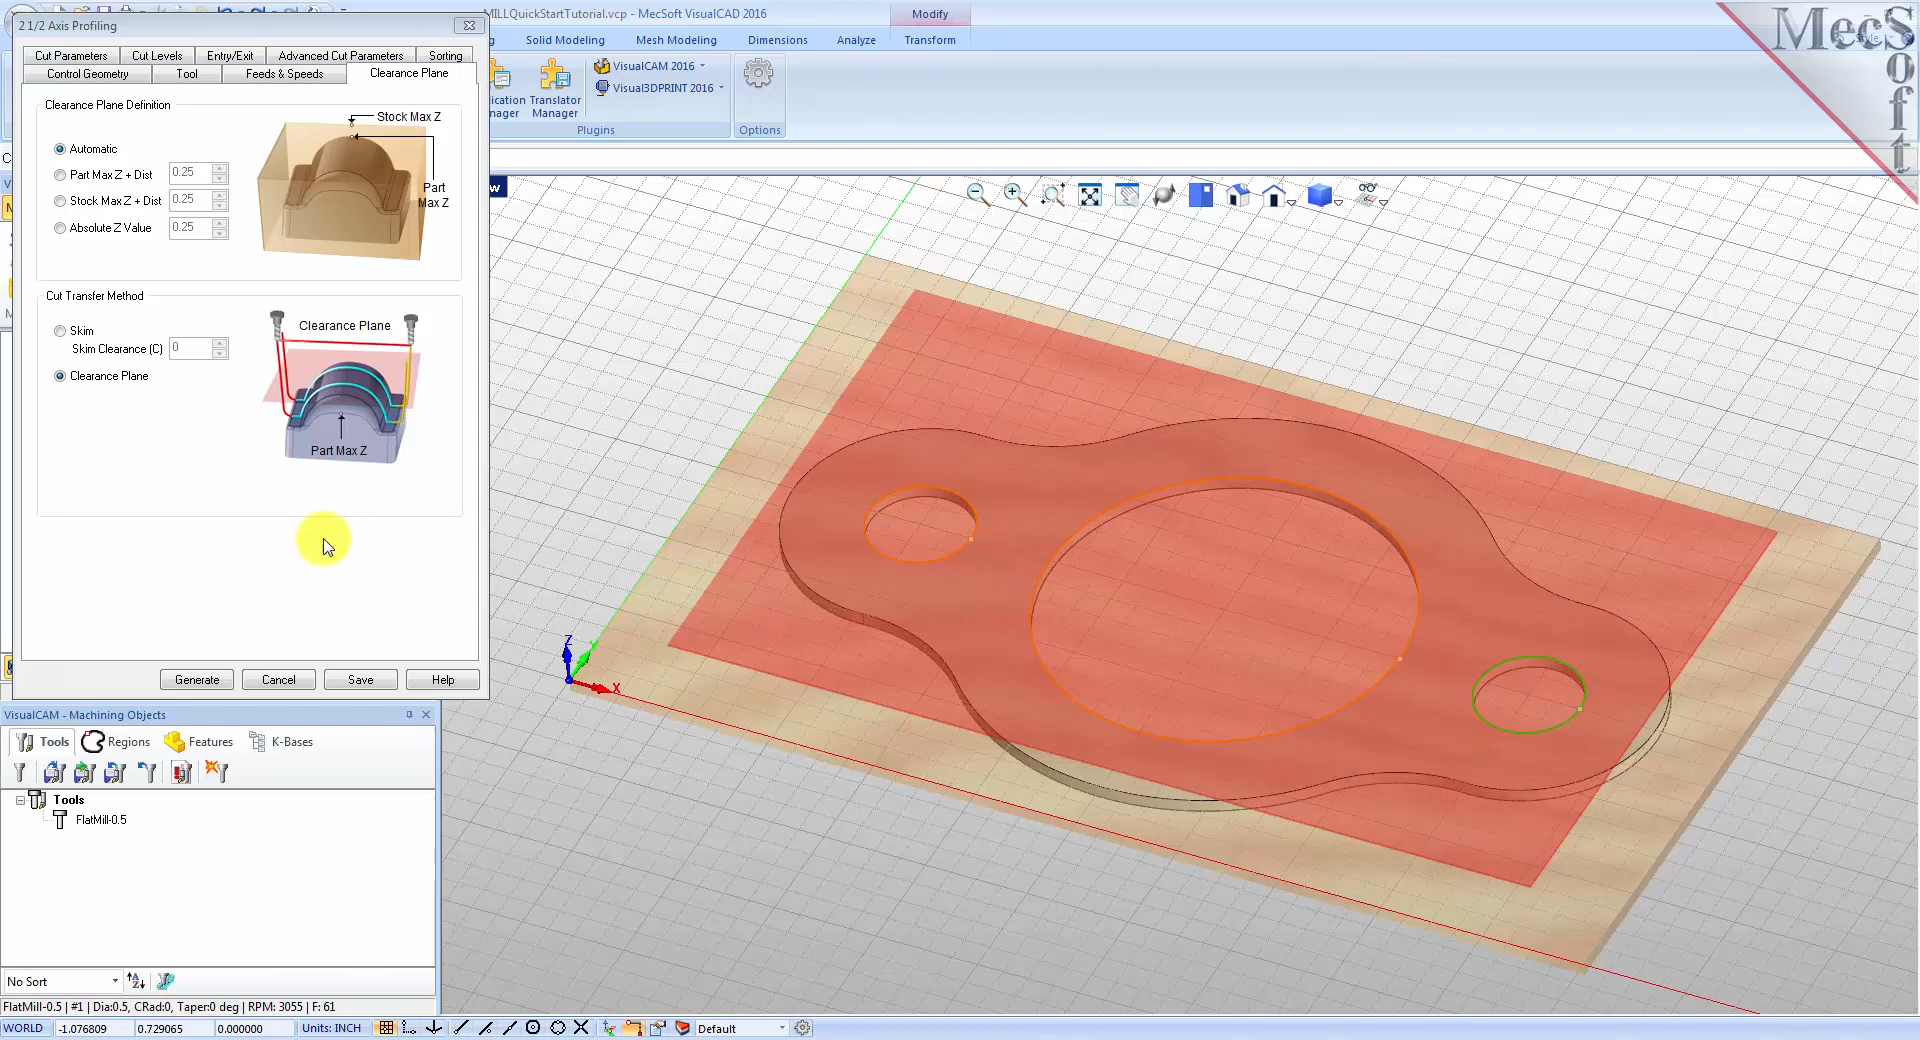 MILLQuickStartTutorial.vcp - MecSoft VisualCAD 2016
Modify
2 1/2 Axis Profiling
Solid Modeling
Mesh Modeling
Dimensions
Analyze
Transform
Cut Parameters
Cut Levels
Entry/Exit
Advanced Cut Parameters
Sorting
Control Geometry
Tool
Feeds & Speeds
Clearance Plane
VisualCAM 2016
Visual3DPRINT 2016
Translator
Manager
Plugins
Options
MecSoft
Clearance Plane Definition
Automatic
Part Max Z + Dist
0.25
Stock Max Z + Dist
0.25
Absolute Z Value
0.25
Stock Max Z
Part
Max Z
Cut Transfer Method
Skim
Skim Clearance (C)
0
Clearance Plane
Clearance Plane
Part Max Z
Generate
Cancel
Save
Help
Z
X
VisualCAM - Machining Objects
Tools
Regions
Features
K-Bases
Tools
FlatMill-0.5
No Sort
FlatMill-0.5 | #1 | Dia:0.5, CRad:0, Taper:0 deg | RPM: 3055 | F: 61
WORLD
-1.076809
0.729065
0.000000
Units: INCH
Default